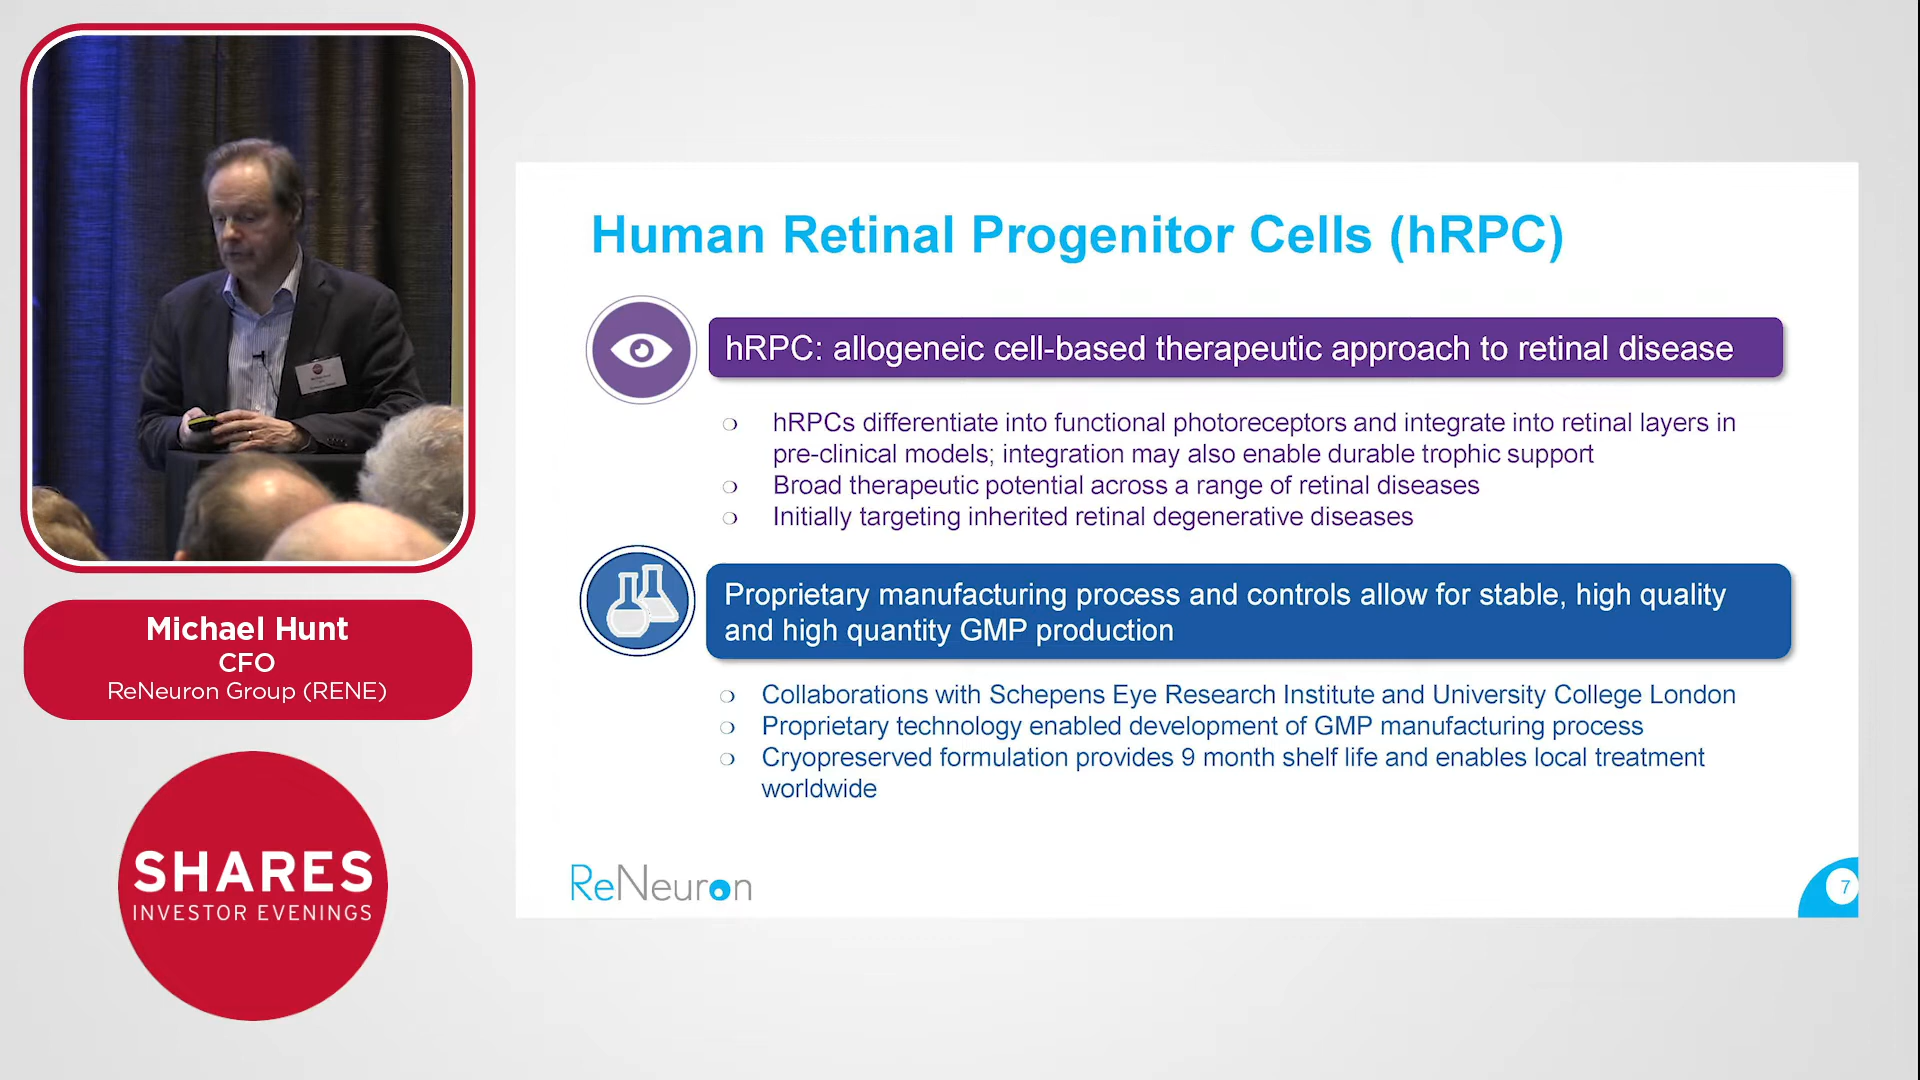 Human Retinal Progenitor Cells (hRPC)
hRPC: allogeneic cell-based therapeutic approach to retinal disease
hRPCs differentiate into functional photoreceptors and integrate into retinal layers in
pre-clinical models; integration may also enable durable trophic support
Broad therapeutic potential across a range of retinal diseases
Initially targeting inherited retinal degenerative diseases
Proprietary manufacturing process and controls allow for stable, high quality
and high quantity GMP production
Collaborations with Schepens Eye Research Institute and University College London
Proprietary technology enabled development of GMP manufacturing process
Cryopreserved formulation provides 9 month shelf life and enables local treatment
worldwide
ReNeuron
7
Michael Hunt
CFO
ReNeuron Group (RENE)
SHARES
INVESTOR EVENINGS